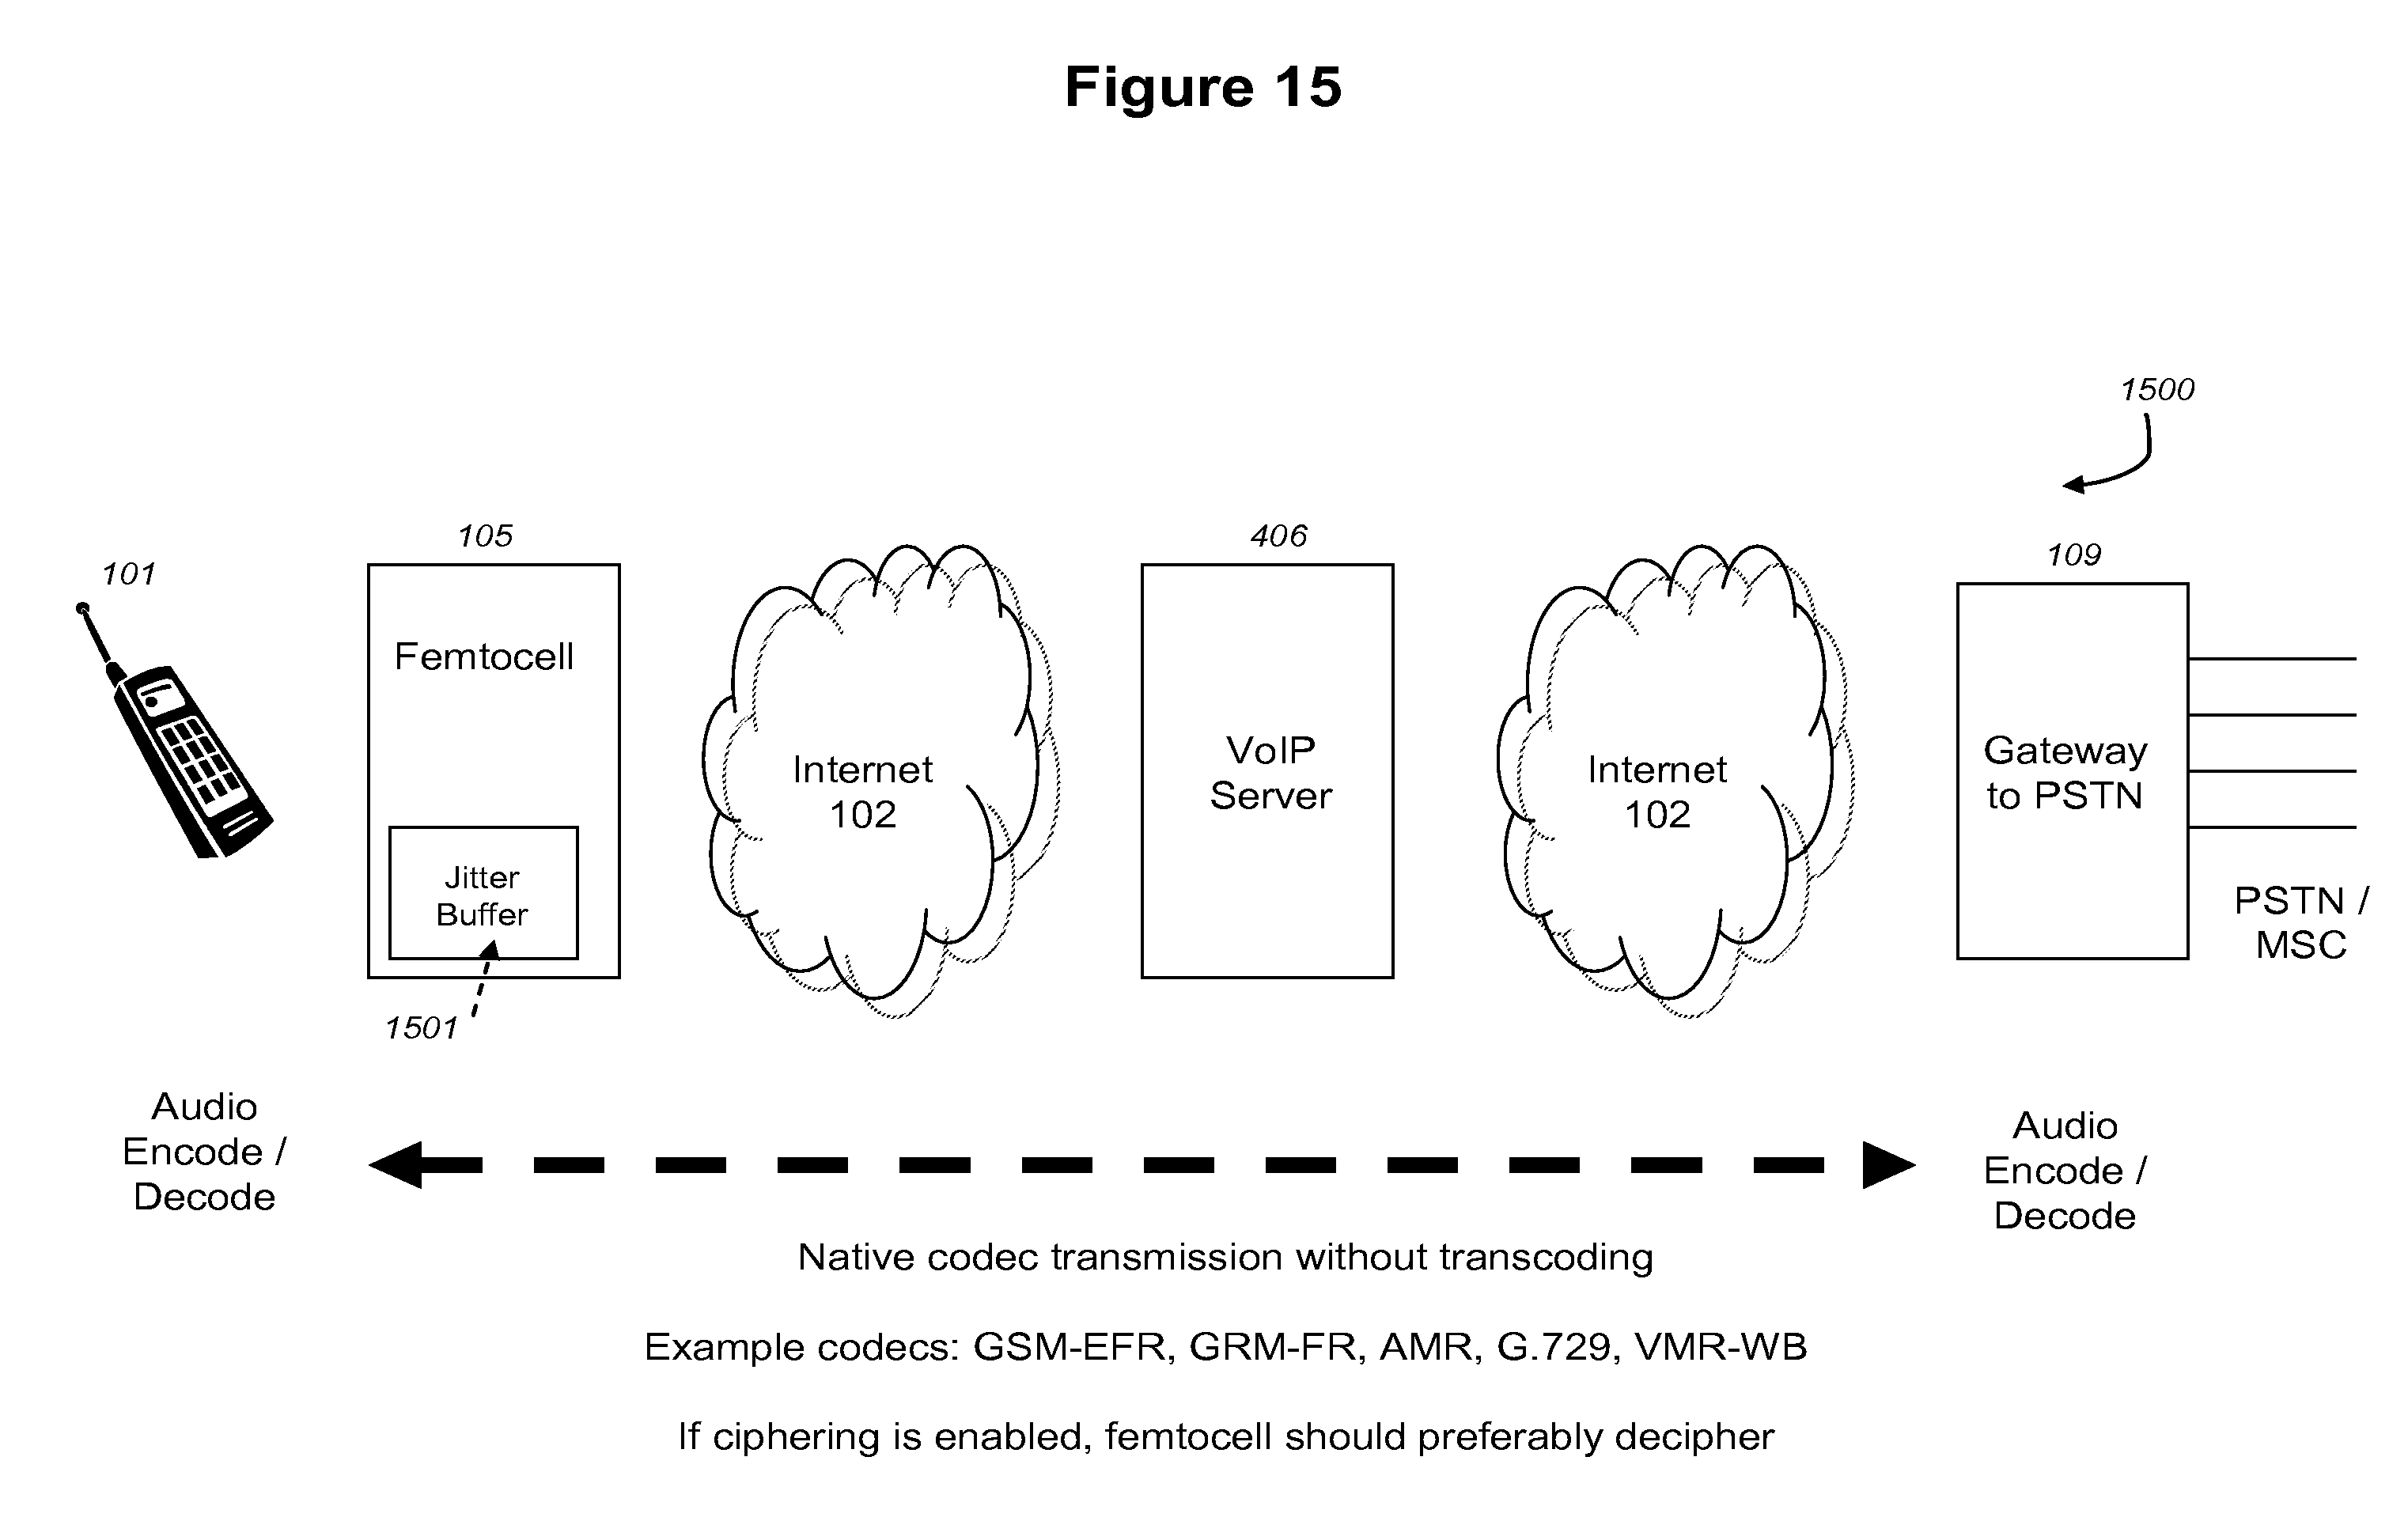 Figure 15
1500
105
406
109
101
Femtocell
Jitter
Buffer
1501
Internet
102
VoIP
Server
Internet
102
Gateway
to PSTN
PSTN /
MSC
Audio
Encode /
Decode
Audio
Encode /
Decode
Native codec transmission without transcoding
Example codecs: GSM-EFR, GRM-FR, AMR, G.729, VMR-WB
If ciphering is enabled, femtocell should preferably decipher